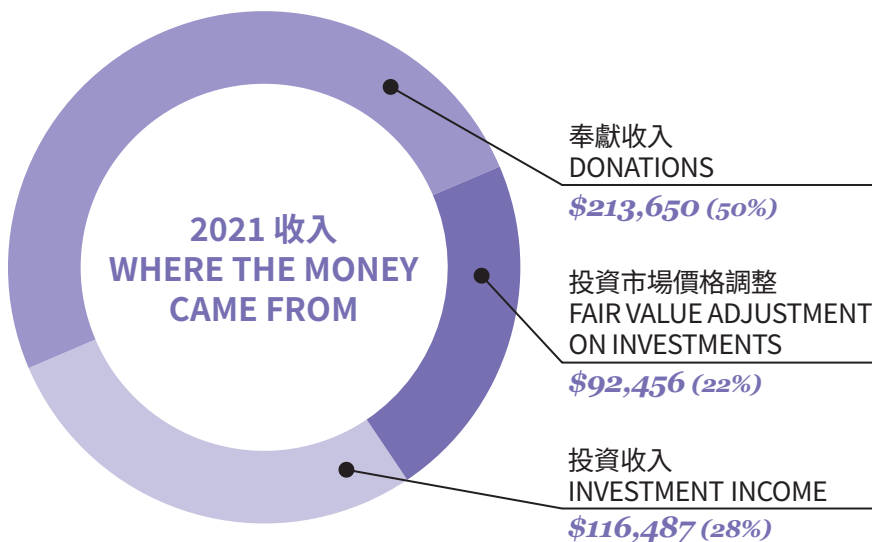 2021 收入
WHERE THE MONEY
CAME FROM
奉獻收入
DONATIONS
$213,650 (50%)
投資市場價格調整
FAIR VALUE ADJUSTMENT
ON INVESTMENTS
$92,456 (22%)
投資收入
INVESTMENT INCOME
$116,487 (28%)